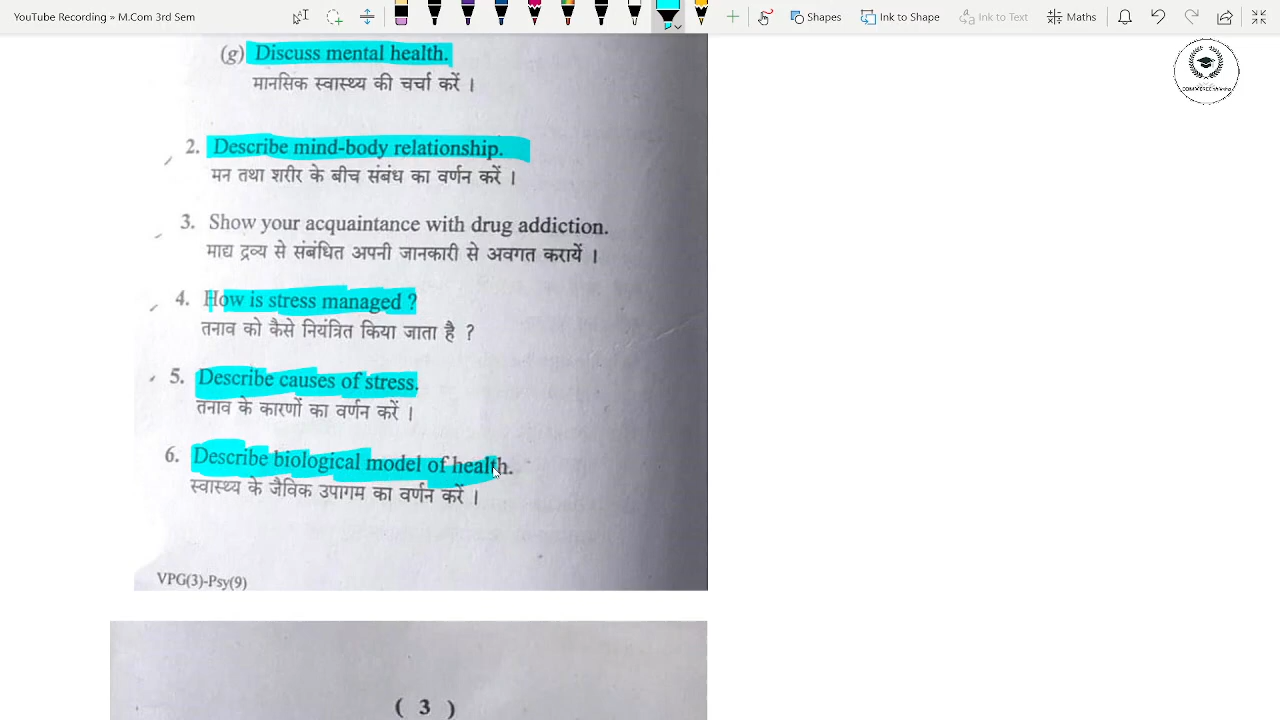 YouTube Recording » M.Com 3rd Sem
Shapes
Ink to Shape
Ink to Text
Maths
(g) Discuss mental health.
मानसिक स्वास्थ्य की चर्चा करें ।
2. Describe mind-body relationship.
मन तथा शरीर के बीच संबंध का वर्णन करें ।
3. Show your acquaintance with drug addiction.
माद्य द्रव्य से संबंधित अपनी जानकारी से अवगत करायें ।
4. How is stress managed ?
तनाव को कैसे नियंत्रित किया जाता है ?
5. Describe causes of stress.
तनाव के कारणों का वर्णन करें ।
6. Describe biological model of health.
स्वास्थ्य के जैविक उपागम का वर्णन करें ।
VPG(3)-Psy(9)
( 3 )